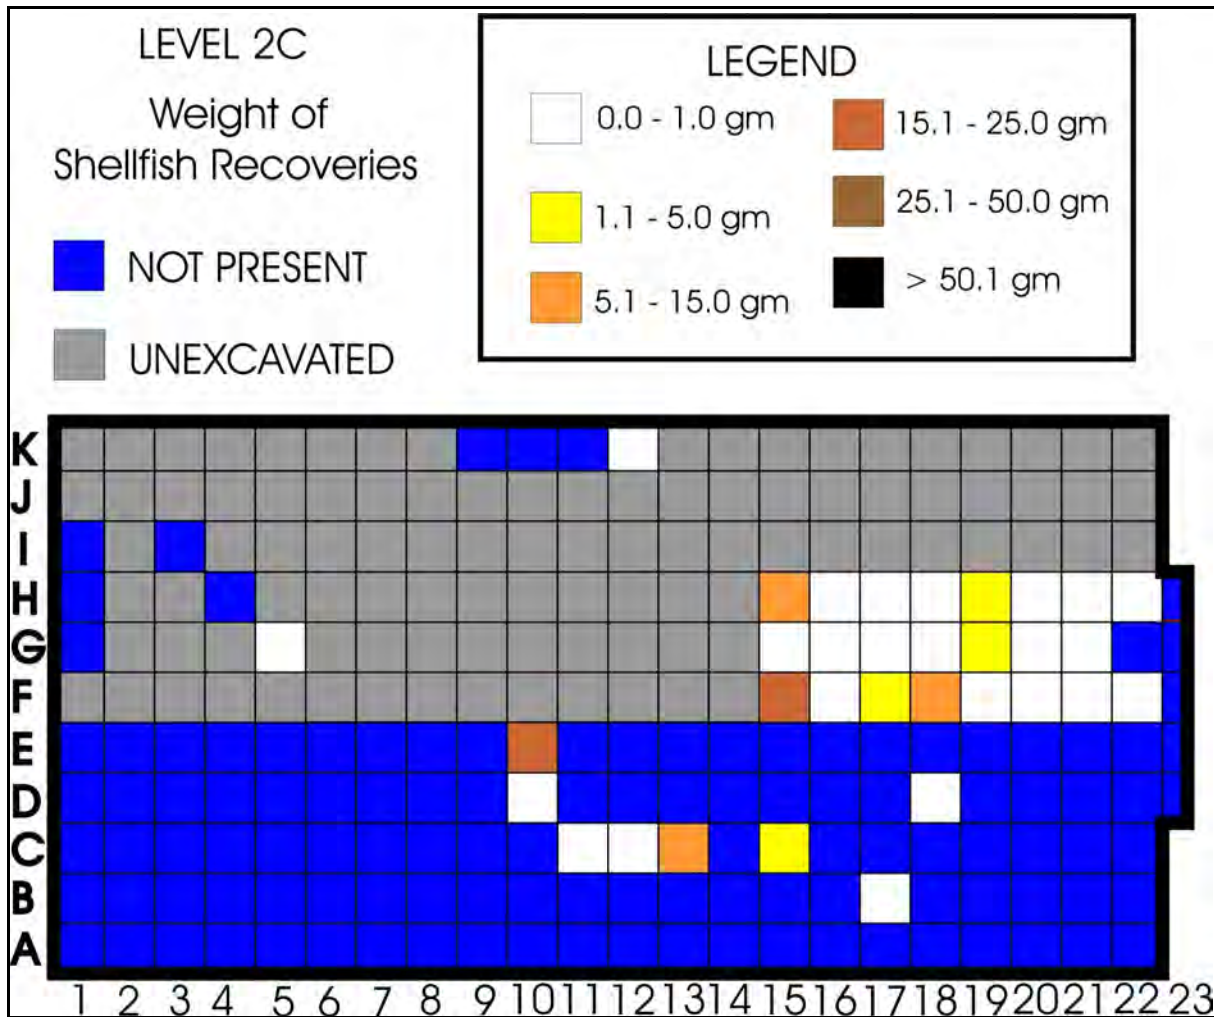 LEVEL 2C
Weight of
Shellfish Recoveries
NOT PRESENT
UNEXCAVATED
LEGEND
0.0 - 1.0 gm
1.1 - 5.0 gm
5.1 - 15.0 gm
15.1 - 25.0 gm
25.1 - 50.0 gm
> 50.1 gm
K
J
I
H
G
F
E
D
C
B
A
1 2 3 4 5 6 7 8 9 10 11 12 13 14 15 16 17 18 19 20 21 22 23